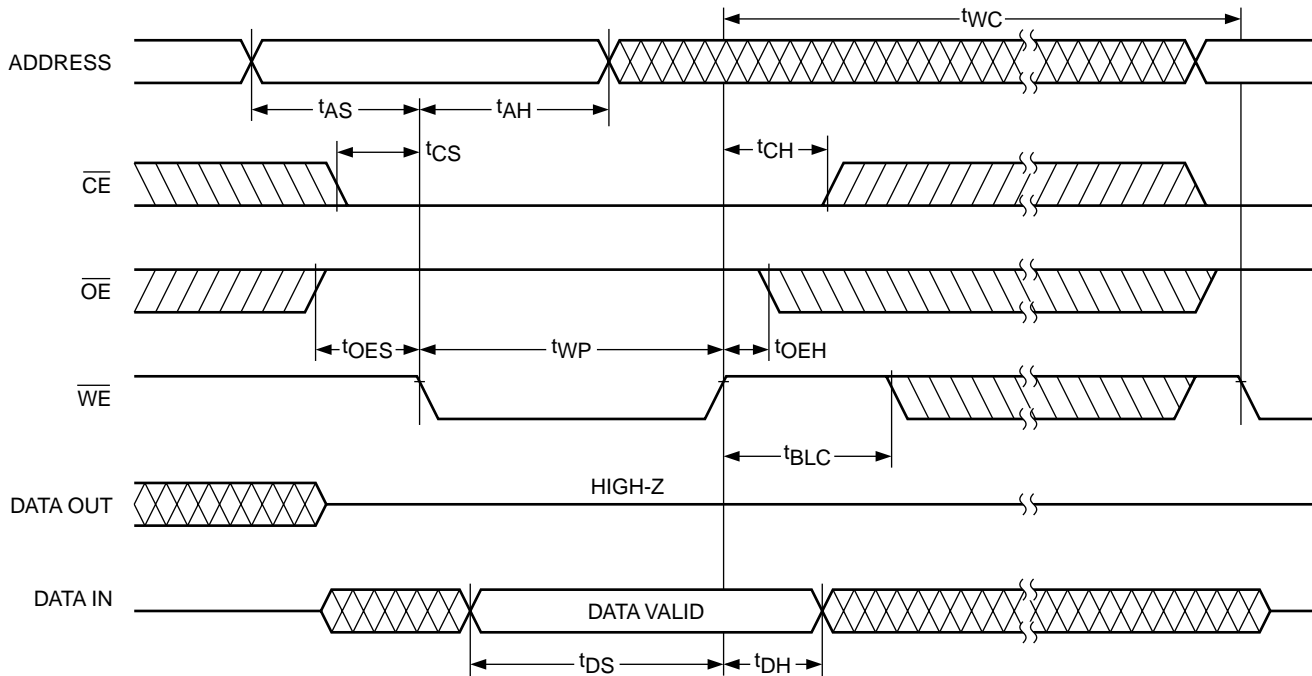 tWC
ADDRESS
tAS
tAH
tCS
tCH
CE
OE
tOES
tWP
tOEH
WE
tBLC
HIGH-Z
DATA OUT
DATA IN
DATA VALID
tDS
tDH